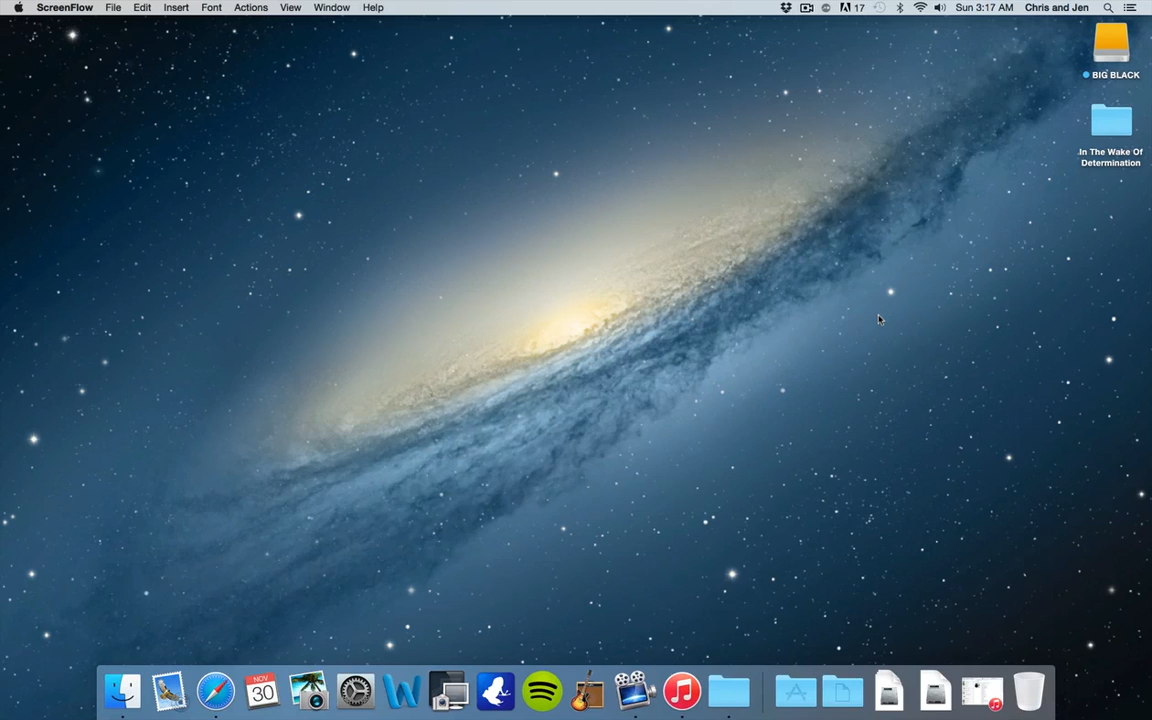 ScreenFlow File Edit Insert Font Actions View Window Help 17 Sun 3:17 AM Chris and Jen
BIG BLACK
In The Wake Of
Determination
NOV
30
W